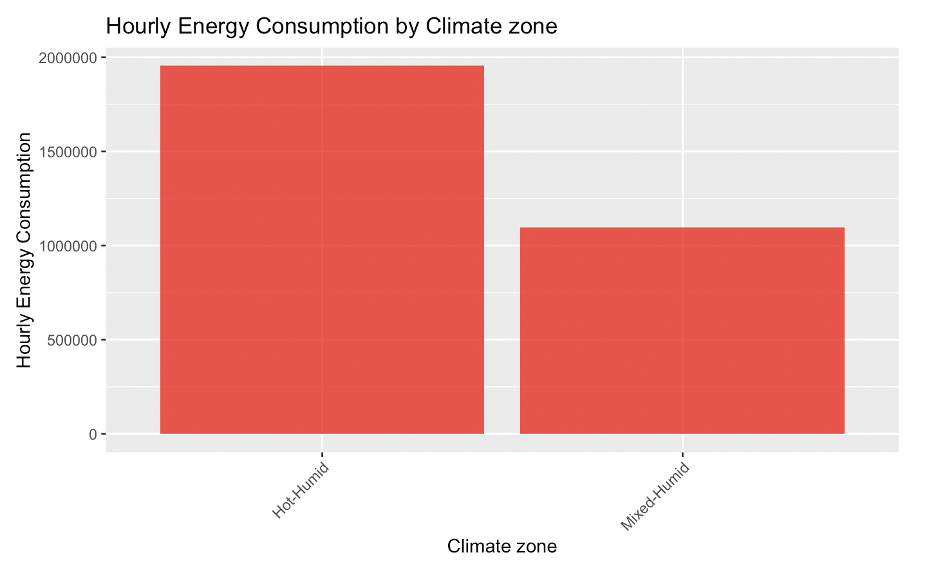 Hourly Energy Consumption by Climate zone
Hourly Energy Consumption
2000000
1500000
1000000
500000
0
Hot-Humid
Mixed-Humid
Climate zone